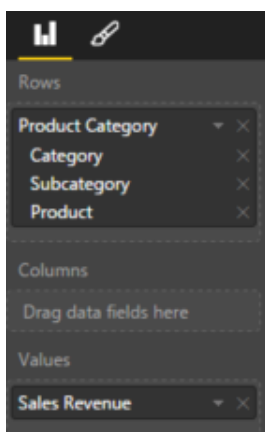 Rows
Product Category
Category
Subcategory
Product
Columns
Drag data fields here
Values
Sales Revenue